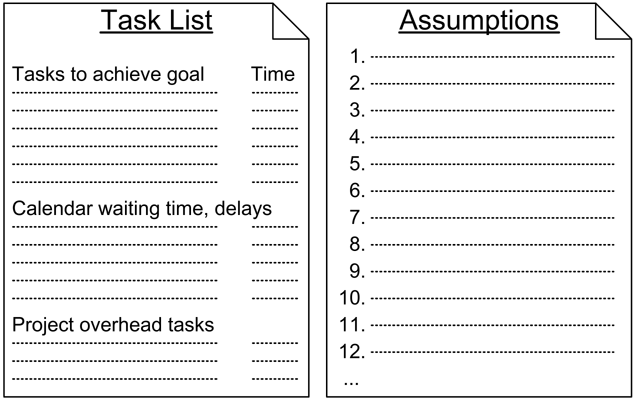 Task List
Tasks to achieve goal Time
Calendar waiting time, delays
Project overhead tasks
Assumptions
1.
2.
3.
4.
5.
6.
7.
8.
9.
10.
11.
12.
...